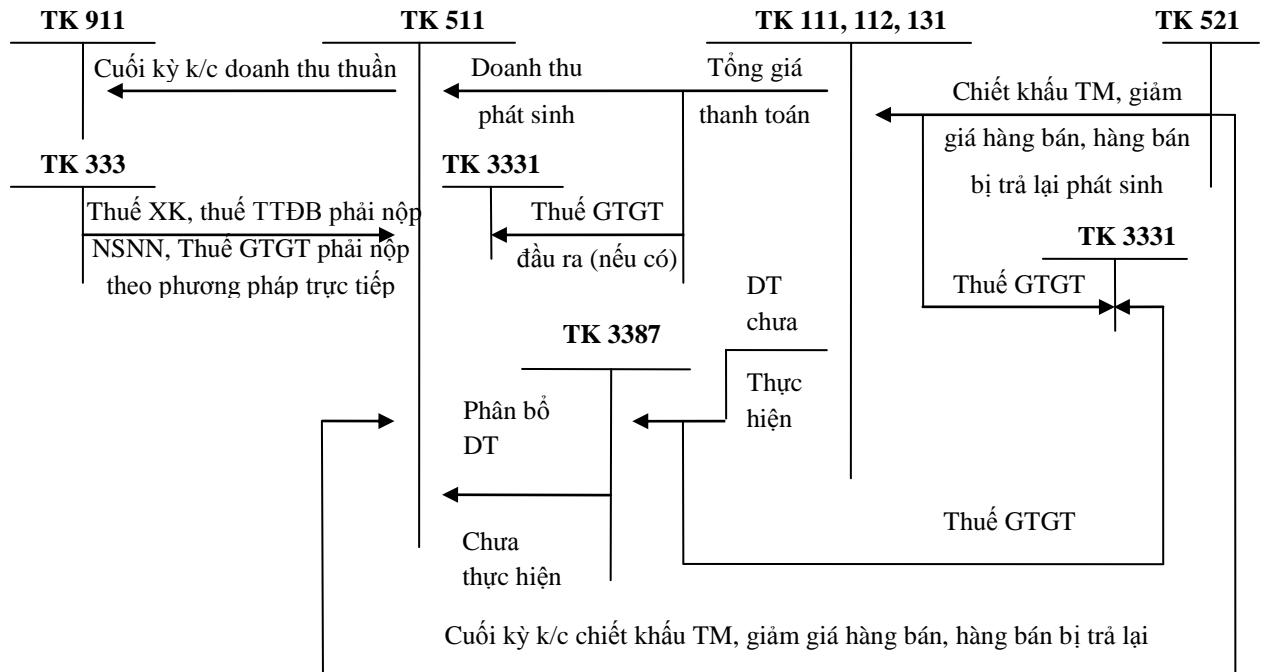 TK 911
TK 511
TK 111, 112, 131
TK 521
Cuối kỳ k/c doanh thu thuần
Doanh thu
phát sinh
Tổng giá
thanh toán
Chiết khấu TM, giảm
giá hàng bán, hàng bán
bị trả lại phát sinh
TK 333
TK 3331
Thuế XK, thuế TTĐB phải nộp
NSNN, Thuế GTGT phải nộp
theo phương pháp trực tiếp
Thuế GTGT
đầu ra (nếu có)
TK 3331
Thuế GTGT
DT
chưa
Thực
hiện
TK 3387
Phân bổ
DT
Chưa
thực hiện
Thuế GTGT
Cuối kỳ k/c chiết khấu TM, giảm giá hàng bán, hàng bán bị trả lại